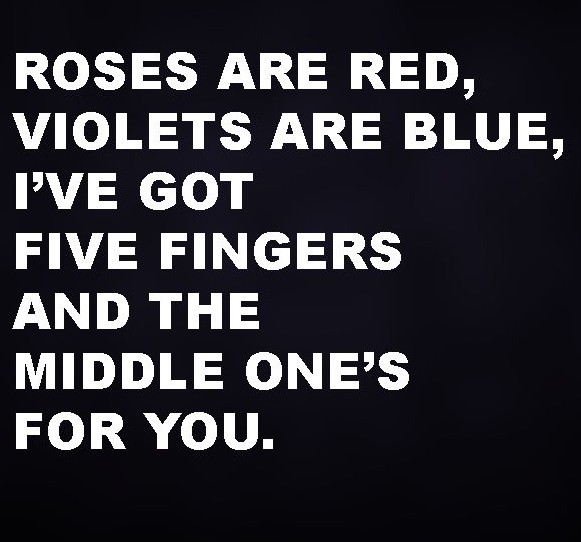 ROSES ARE RED,
VIOLETS ARE BLUE,
I’VE GOT
FIVE FINGERS
AND THE
MIDDLE ONE’S
FOR YOU.